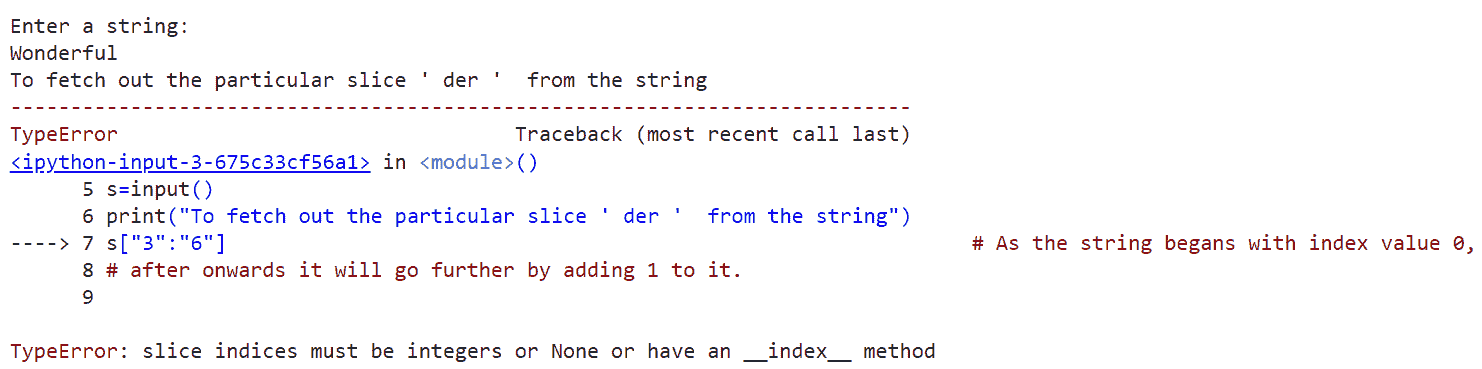 Enter a string:
Wonderful
To fetch out the particular slice ' der '  from the string
---------------------------------------------------------------------------
TypeError                                 Traceback (most recent call last)
<ipython-input-3-675c33cf56a1> in <module>()
      5 s=input()
      6 print("To fetch out the particular slice ' der '  from the string")
----> 7 s["3":"6"]                                                              # As the string begans with index value 0,
      8 # after onwards it will go further by adding 1 to it.
      9
TypeError: slice indices must be integers or None or have an __index__ method